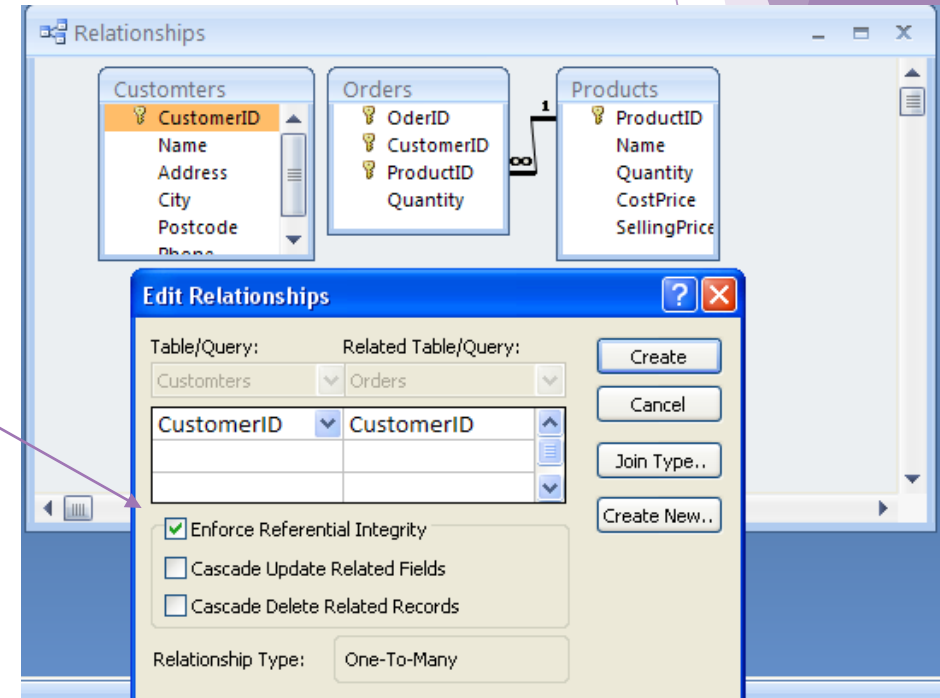 Relationships
Customters
CustomerID
Name
Address
City
Postcode
Phone
Orders
OderID
CustomerID
ProductID
Quantity
1
∞
Products
ProductID
Name
Quantity
CostPrice
SellingPrice
Edit Relationships
Table/Query: Related Table/Query:
Customters Orders
CustomerID CustomerID
Enforce Referential Integrity
Cascade Update Related Fields
Cascade Delete Related Records
Relationship Type: One-To-Many
Create
Cancel
Join Type..
Create New..